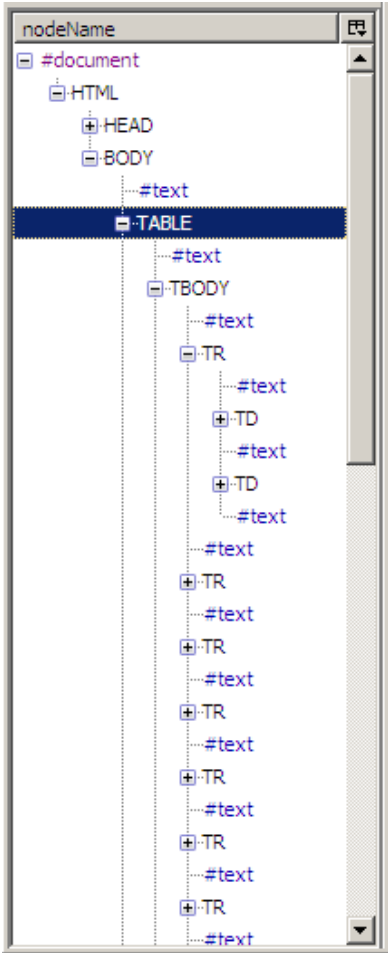 nodeName
#document
HTML
HEAD
BODY
#text
TABLE
#text
TBODY
#text
TR
#text
TD
#text
TD
#text
#text
TR
#text
TR
#text
TR
#text
TR
#text
TR
#text
TR
#text